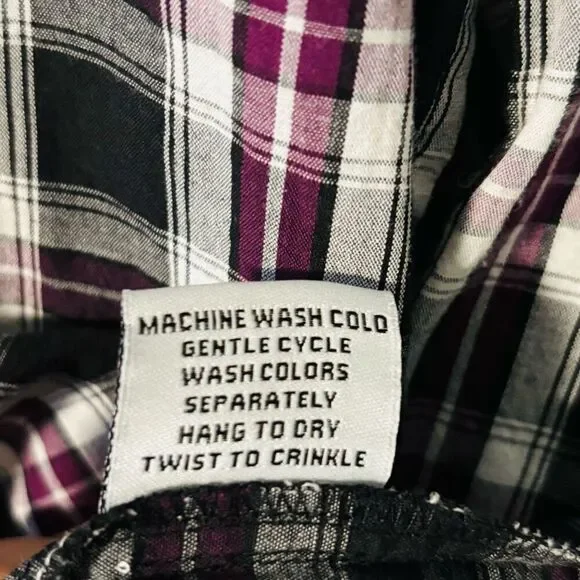 MACHINE WASH COLD
GENTLE CYCLE
WASH COLORS
SEPARATELY
HANG TO DRY
TWIST TO CRINKLE